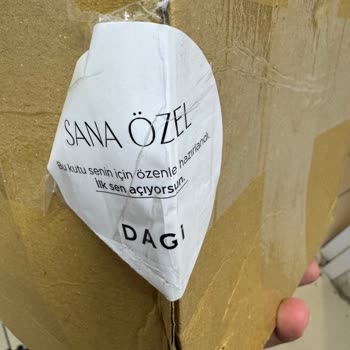 SANA ÖZEL
Bu kutu senin için özenle hazırlandı.
İlk sen açıyorsun.
DAGI